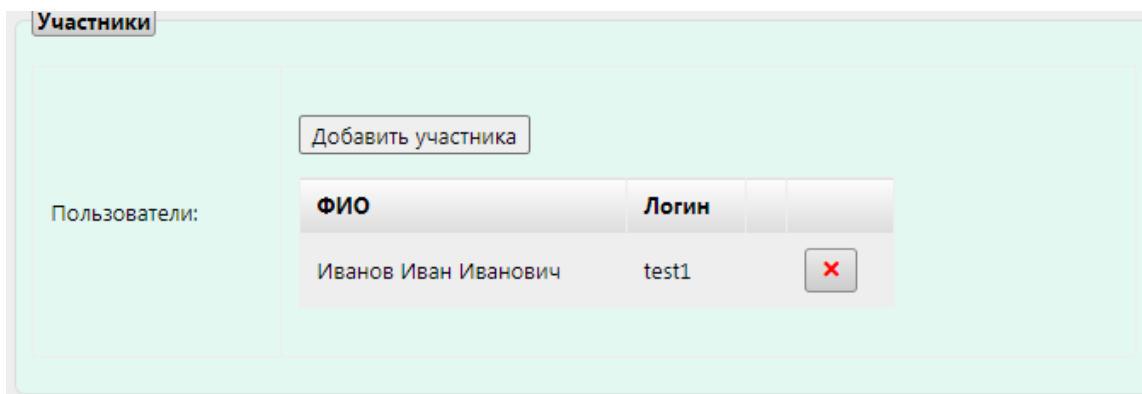 Участники
Добавить участника
Пользователи:
ФИО Логин
Иванов Иван Иванович test1